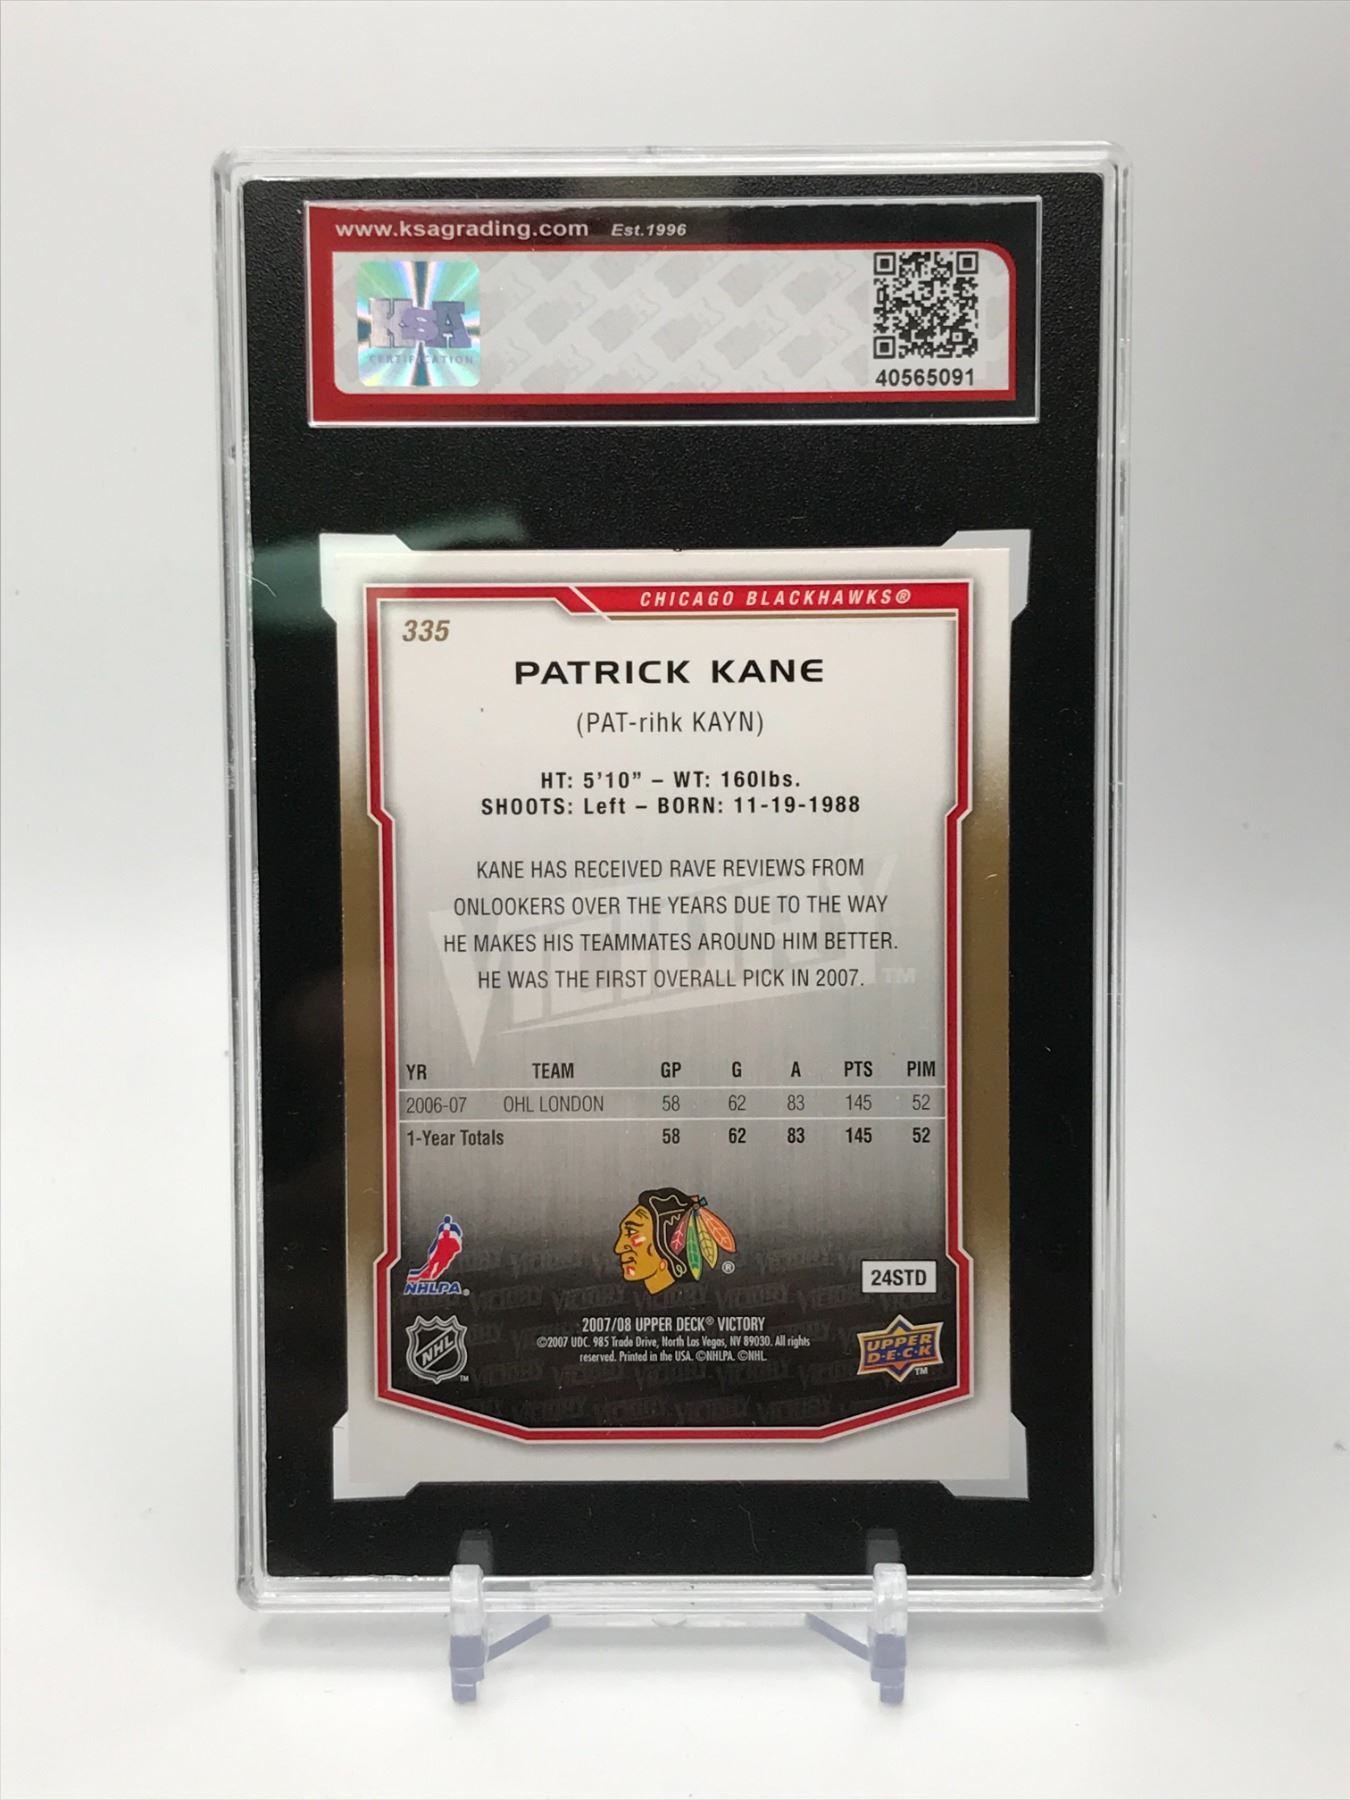 www.ksagrading.com Est.1996
KSA
CERTIFICATION
40565091
CHICAGO BLACKHAWKS®
335
PATRICK KANE
(PAT-rihk KAYN)
HT: 5'10" – WT: 160lbs.
SHOOTS: Left – BORN: 11-19-1988
KANE HAS RECEIVED RAVE REVIEWS FROM
ONLOOKERS OVER THE YEARS DUE TO THE WAY
HE MAKES HIS TEAMMATES AROUND HIM BETTER.
HE WAS THE FIRST OVERALL PICK IN 2007.
VICTORY TM
YR TEAM GP G A PTS PIM
2006-07 OHL LONDON 58 62 83 145 52
1-Year Totals 58 62 83 145 52
NHLPA®
®
24STD
NHL TM
2007/08 UPPER DECK® VICTORY
©2007 UDC. 985 Trade Drive, North Las Vegas, NV 89030. All rights
reserved. Printed in the USA. ©NHLPA. ©NHL.
UPPER
D·E·C·K
TM